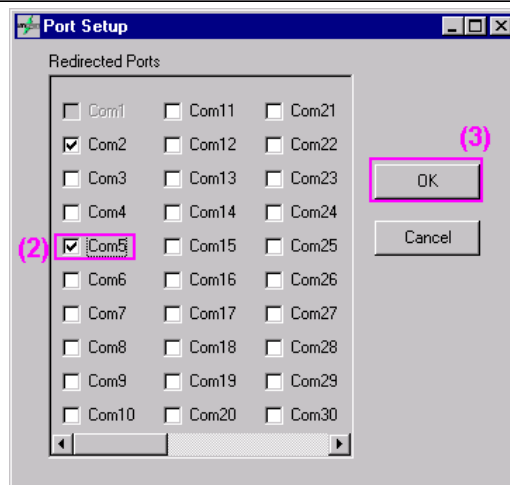 Port Setup
Redirected Ports
Com1 Com11 Com21
Com2 Com12 Com22
Com3 Com13 Com23
Com4 Com14 Com24
(2) Com5 Com15 Com25
Com6 Com16 Com26
Com7 Com17 Com27
Com8 Com18 Com28
Com9 Com19 Com29
Com10 Com20 Com30
(3)
OK
Cancel